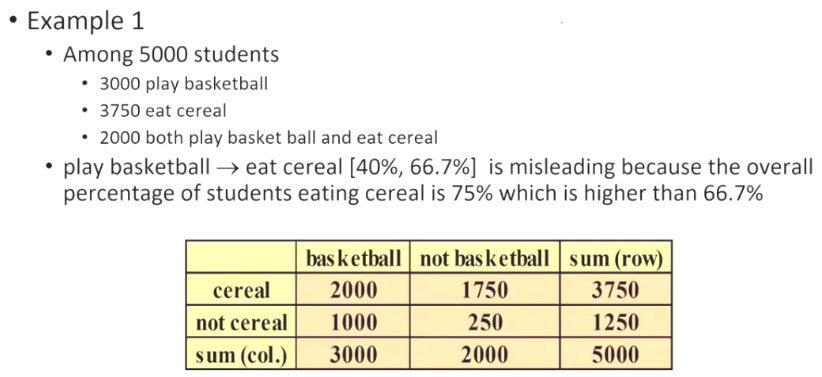 • Example 1
• Among 5000 students
• 3000 play basketball
• 3750 eat cereal
• 2000 both play basket ball and eat cereal
• play basketball → eat cereal [40%, 66.7%] is misleading because the overall
percentage of students eating cereal is 75% which is higher than 66.7%
basketball not basketball sum (row)
cereal 2000 1750 3750
not cereal 1000 250 1250
sum (col.) 3000 2000 5000